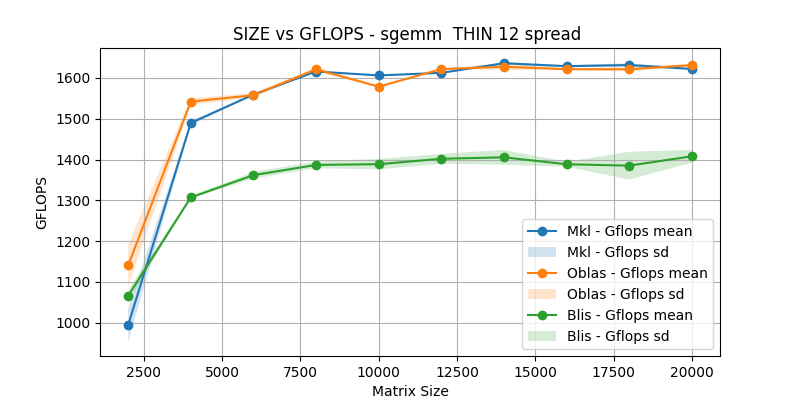 SIZE vs GFLOPS - sgemm  THIN 12 spread
1600
1500
1400
1300
1200
1100
1000
GFLOPS
Mkl - Gflops mean
Mkl - Gflops sd
Oblas - Gflops mean
Oblas - Gflops sd
Blis - Gflops mean
Blis - Gflops sd
2500 5000 7500 10000 12500 15000 17500 20000
Matrix Size